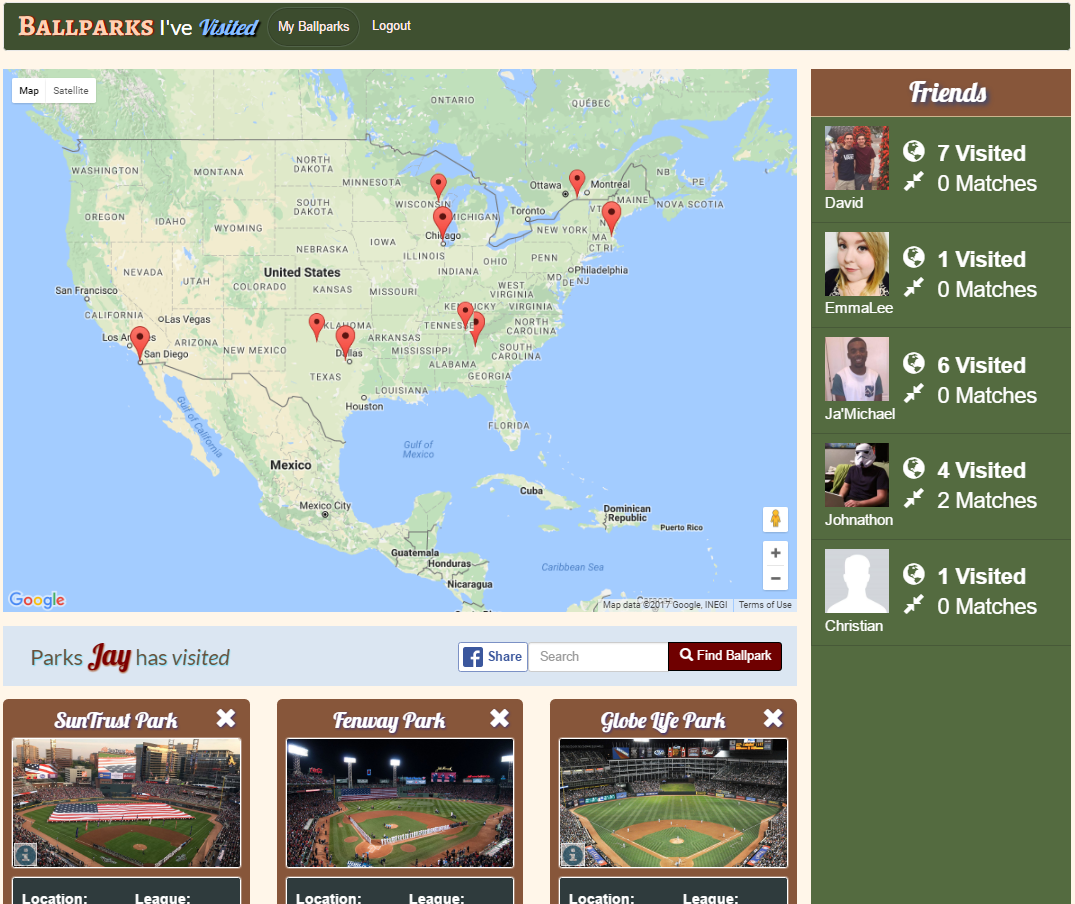 BALLPARKS I've Visited My Ballparks Logout
Map Satellite
ONTARIO
QUÉBEC
WASHINGTON
MONTANA
NORTH DAKOTA
MINNESOTA
Ottawa
Montreal
NB
PE
MAINE
NOVA SCOTIA
OREGON
IDAHO
WYOMING
SOUTH DAKOTA
WISCONSIN
MICHIGAN
Toronto
VT
NEW YORK
MA
CT RI
Chicago
IOWA
NEBRASKA
ILLINOIS
INDIANA
OHIO
PENN
Philadelphia
MD
DE NJ
NEVADA
UTAH
COLORADO
United States
KANSAS
MISSOURI
WEST VIRGINIA
VIRGINIA
KENTUCKY
San Francisco
CALIFORNIA
Las Vegas
Los Angeles
San Diego
ARIZONA
NEW MEXICO
OKLAHOMA
ARKANSAS
TENNESSEE
NORTH CAROLINA
SOUTH CAROLINA
MISSISSIPPI
ALABAMA
GEORGIA
Dallas
TEXAS
LOUISIANA
Houston
FLORIDA
Gulf of California
Gulf of Mexico
Mexico
Mexico City
Cuba
Dominican Republic
Puerto Rico
Guatemala
Honduras
Nicaragua
Caribbean Sea
Google
Map data ©2017 Google, INEGI Terms of Use
Friends
7 Visited
0 Matches
David
1 Visited
0 Matches
EmmaLee
6 Visited
0 Matches
Ja'Michael
4 Visited
2 Matches
Johnathon
1 Visited
0 Matches
Christian
Parks Jay has visited
Share Search Find Ballpark
SunTrust Park
Fenway Park
Globe Life Park
Location: League:
Location: League:
Location: League: